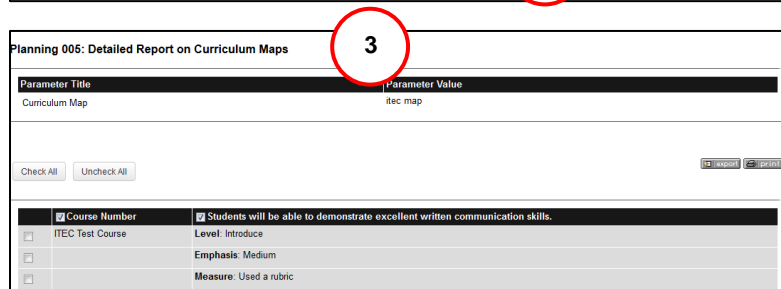 3
Planning 005: Detailed Report on Curriculum Maps
Parameter Title Parameter Value
Curriculum Map itec map
Check All Uncheck All export print
Course Number Students will be able to demonstrate excellent written communication skills.
ITEC Test Course Level: Introduce
Emphasis: Medium
Measure: Used a rubric